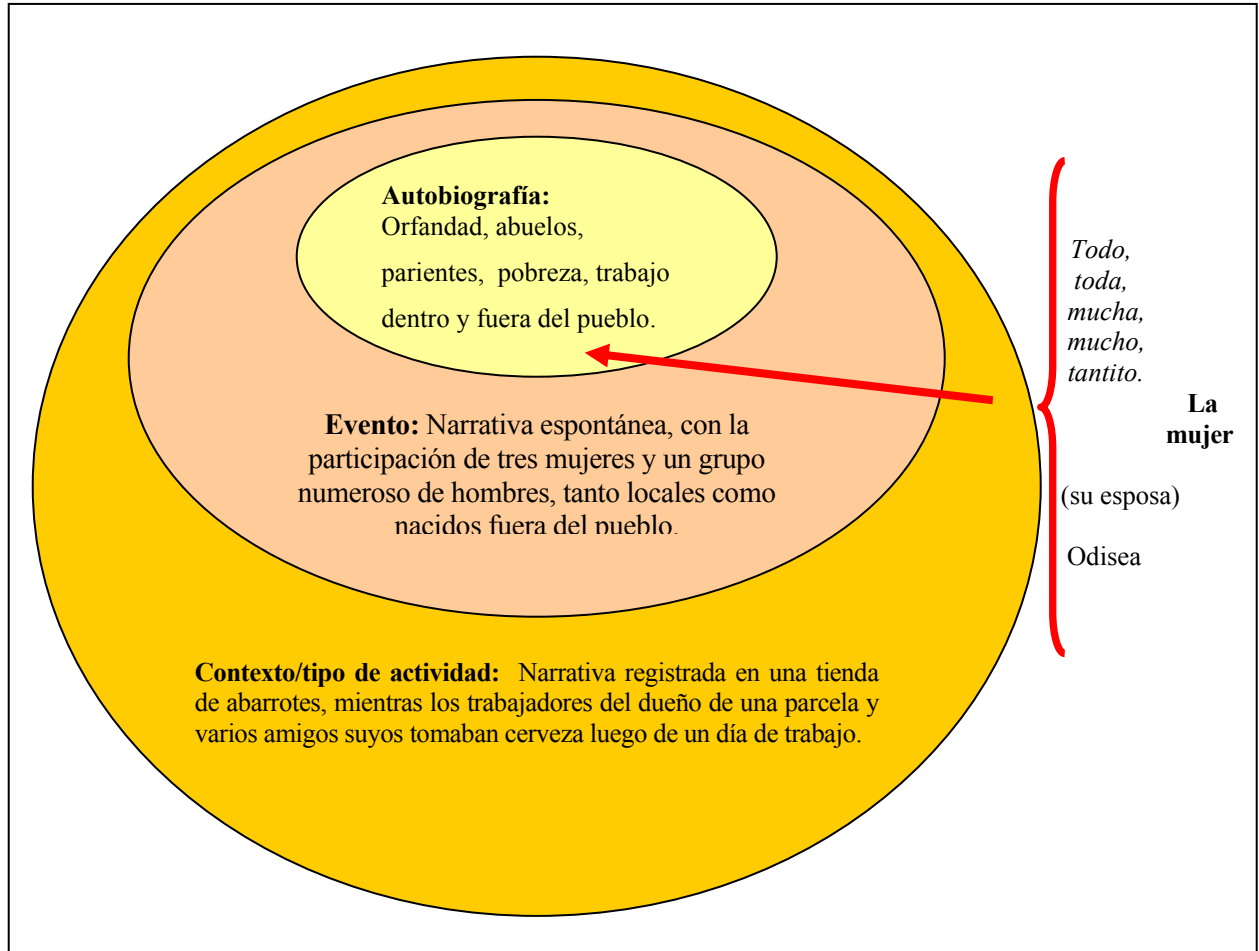 Autobiografía:
Orfandad, abuelos,
parientes, pobreza, trabajo
dentro y fuera del pueblo.
Evento: Narrativa espontánea, con la
participación de tres mujeres y un grupo
numeroso de hombres, tanto locales como
nacidos fuera del pueblo.
Contexto/tipo de actividad: Narrativa registrada en una tienda
de abarrotes, mientras los trabajadores del dueño de una parcela y
varios amigos suyos tomaban cerveza luego de un día de trabajo.
Todo,
toda,
mucha,
mucho,
tantito.
La
mujer
(su esposa)
Odisea